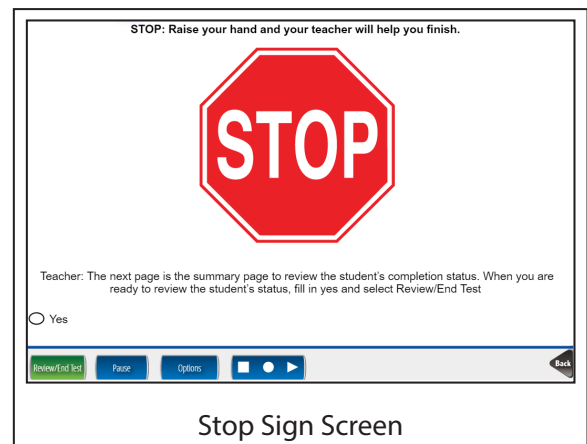 STOP: Raise your hand and your teacher will help you finish.
STOP
Teacher: The next page is the summary page to review the student's completion status. When you are
ready to review the student's status, fill in yes and select Review/End Test
Yes
Review/End Test
Pause
Options
Back
Stop Sign Screen